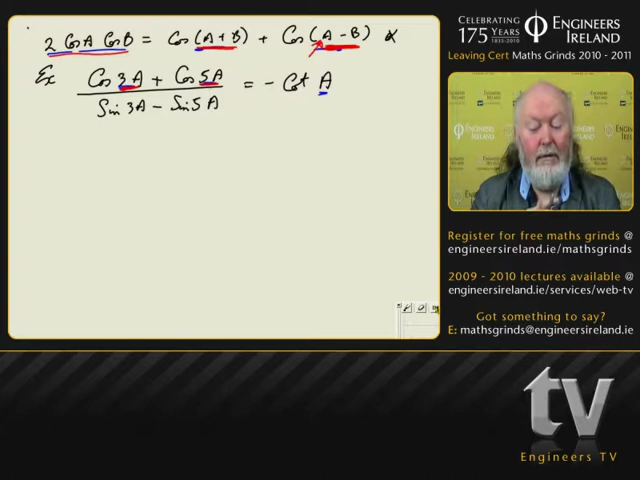 2 Cos A Cos B = Cos (A + B) + Cos (A - B)
Ex Cos 3A + Cos 5A
Sin 3A - Sin 5A
= - Cot A
CELEBRATING
175 YEARS
1835-2010
ENGINEERS
IRELAND
Leaving Cert Maths Grinds 2010 - 2011
Register for free maths grinds @
engineersireland.ie/mathsgrinds
2009 - 2010 lectures available @
engineersireland.ie/services/web-tv
Got something to say?
E: mathsgrinds@engineersireland.ie
tv
Engineers TV